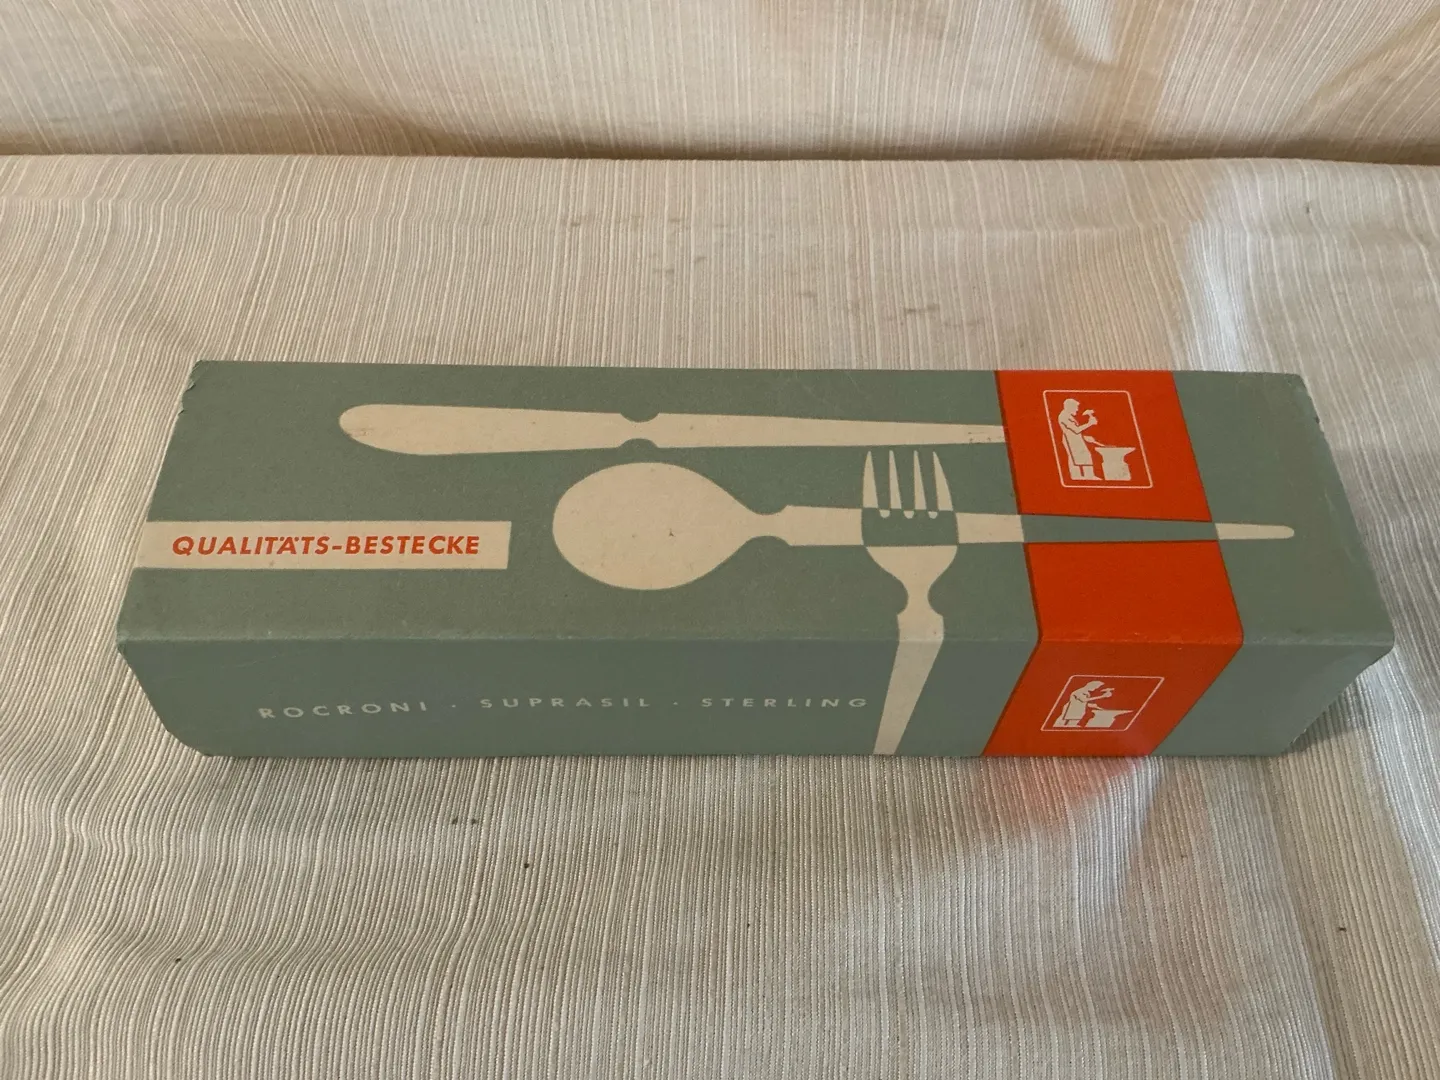 QUALITÄTS-BESTECKE
ROCRONI · SUPRASIL · STERLING